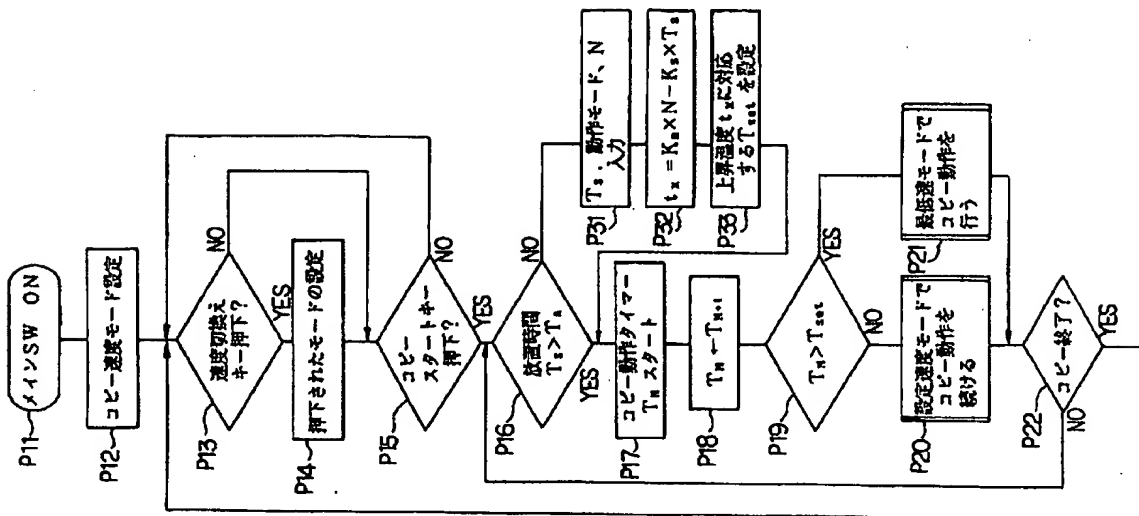 P11
メインSW ON
P12
コピー速度モード設定
P13
速度切換え
キー押下?
NO
YES
P14
押下されたモードの設定
P15
コピー
スタートキー
押下?
NO
YES
P16
放置時間
Ts>Ta
NO
YES
P31
Ts、動作モード、N
入力
P32
tx=Km×N-Ks×Ts
P33
上昇温度txに対応
するTsetを設定
P17
コピー動作タイマー
TMスタート
P18
TM←TM+1
P19
TM>Tset
YES
NO
P20
設定速度モードで
コピー動作を
続ける
P21
最低速モードで
コピー動作を
行う
P22
コピー終了?
NO
YES